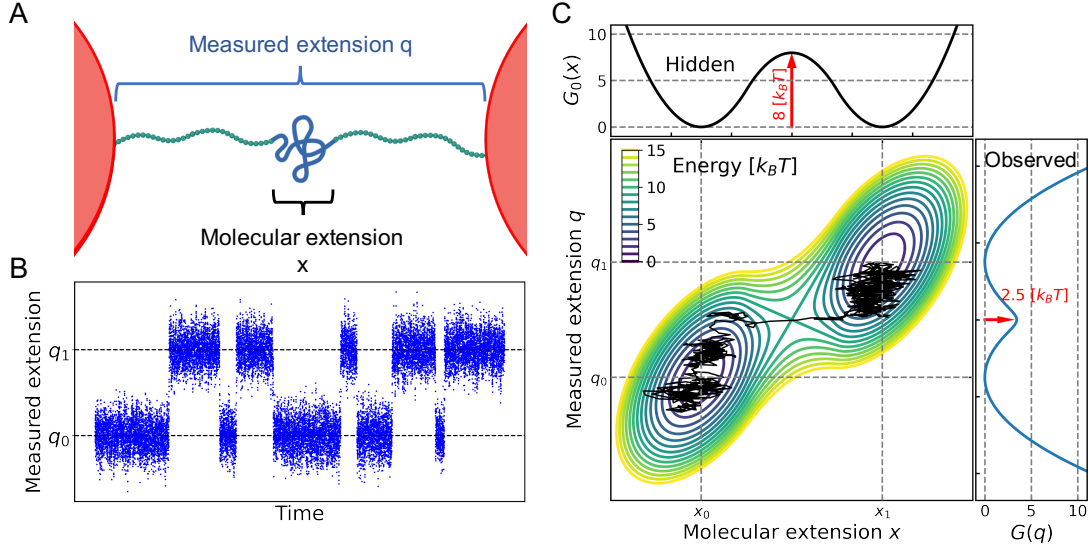 A
Measured extension q
Molecular extension
x
B
Measured extension
q1
q0
Time
C
G0(x)
10
5
0
Hidden
8 [kBT]
Energy [kBT]
15
10
5
0
Measured extension q
q1
q0
x0
x1
Molecular extension x
Observed
2.5 [kBT]
0
5
10
G(q)